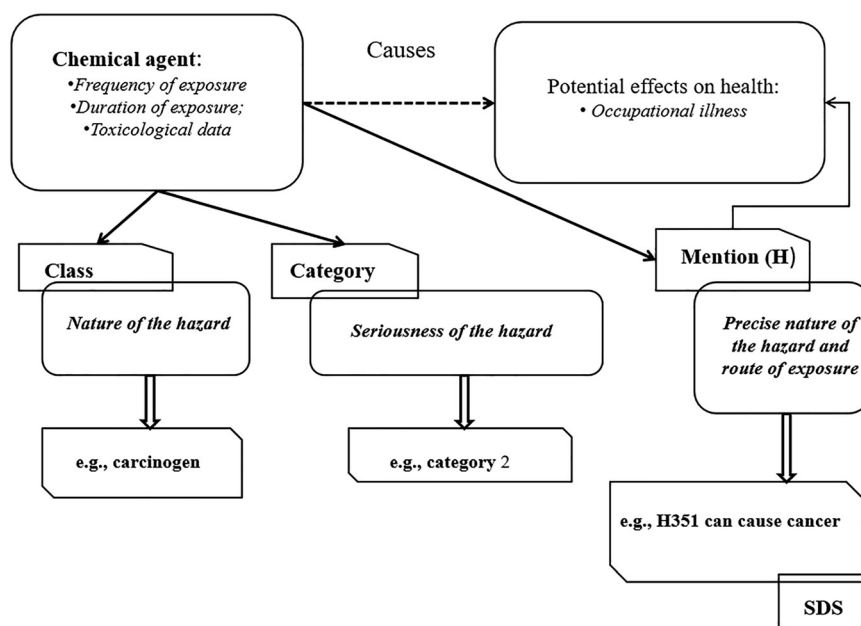 Chemical agent:
•Frequency of exposure
•Duration of exposure;
•Toxicological data
Causes
Potential effects on health:
• Occupational illness
Class
Nature of the hazard
e.g., carcinogen
Category
Seriousness of the hazard
e.g., category 2
Mention (H)
Precise nature of
the hazard and
route of exposure
e.g., H351 can cause cancer
SDS